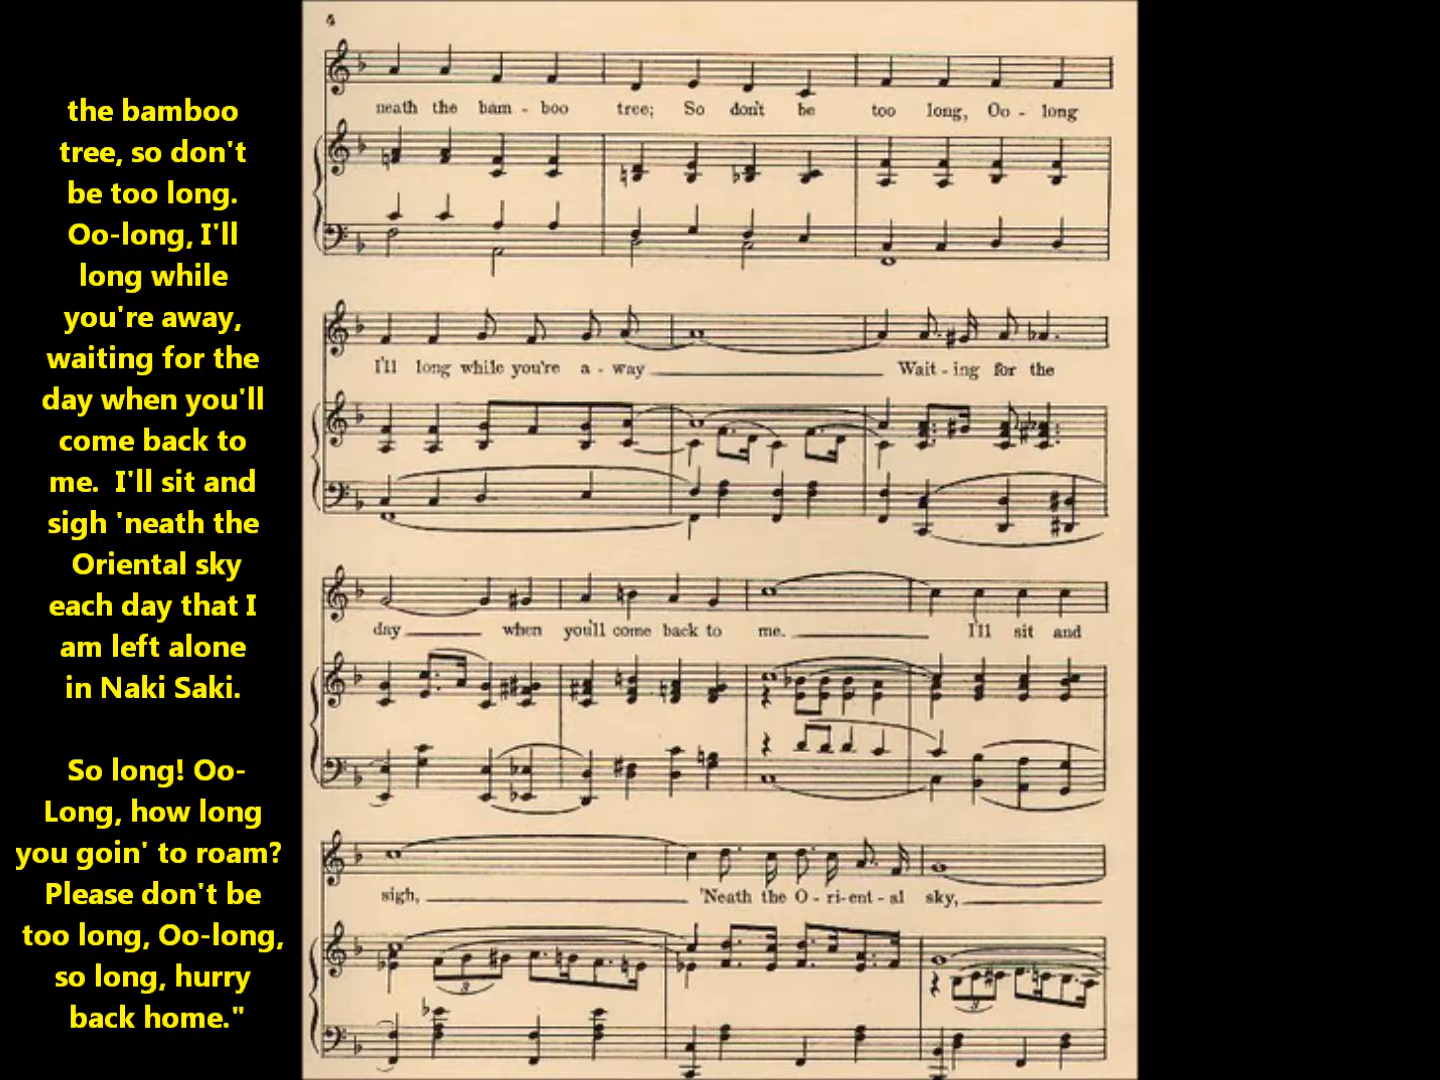 the bamboo
tree, so don't
be too long.
Oo-long, I'll
long while
you're away,
waiting for the
day when you'll
come back to
me.  I'll sit and
sigh 'neath the
Oriental sky
each day that I
am left alone
in Naki Saki.
So long! Oo-
Long, how long
you goin' to roam?
Please don't be
too long, Oo-long,
so long, hurry
back home."
4
neath the bam - boo tree; So don't be too long, Oo - long
I'll long while you're a - way Wait - ing for the
day when you'll come back to me. I'll sit and
sigh, 'Neath the O - ri - ent - al sky,
3
3